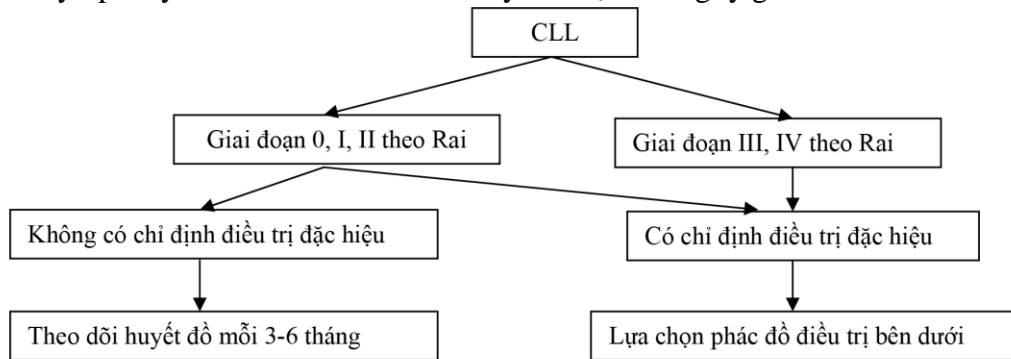 CLL
Giai đoạn 0, I, II theo Rai
Giai đoạn III, IV theo Rai
Không có chỉ định điều trị đặc hiệu
Có chỉ định điều trị đặc hiệu
Theo dõi huyết đồ mỗi 3-6 tháng
Lựa chọn phác đồ điều trị bên dưới